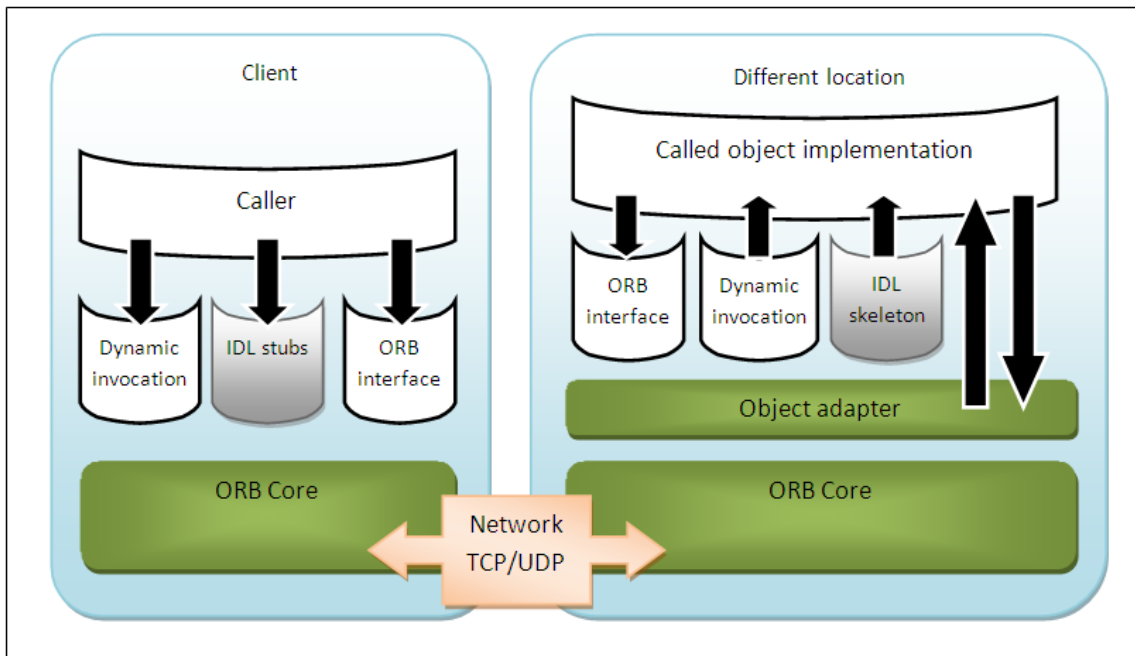 Client
Caller
Dynamic
invocation
IDL stubs
ORB
interface
ORB Core
Network
TCP/UDP
Different location
Called object implementation
ORB
interface
Dynamic
invocation
IDL
skeleton
Object adapter
ORB Core